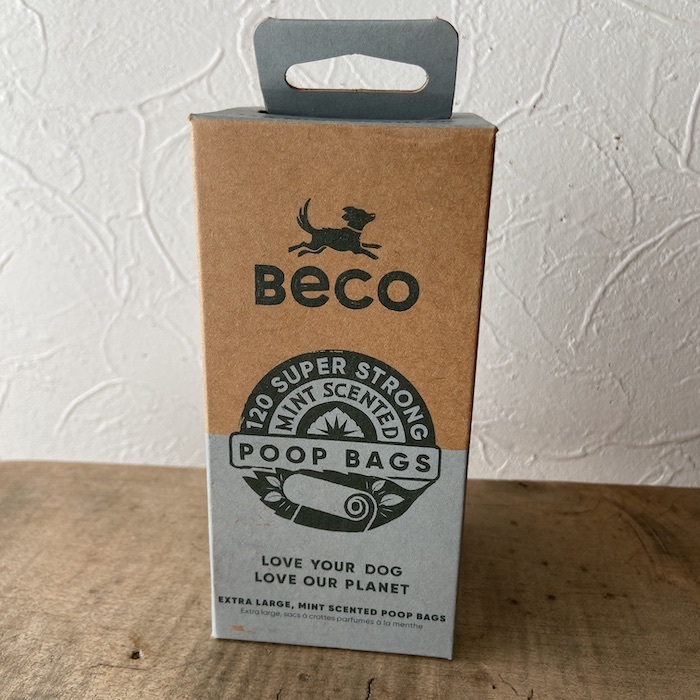 Beco
120 SUPER STRONG
MINT SCENTED
POOP BAGS
LOVE YOUR DOG
LOVE OUR PLANET
EXTRA LARGE, MINT SCENTED POOP BAGS
Extra large, sacs à crottes parfumés à la menthe